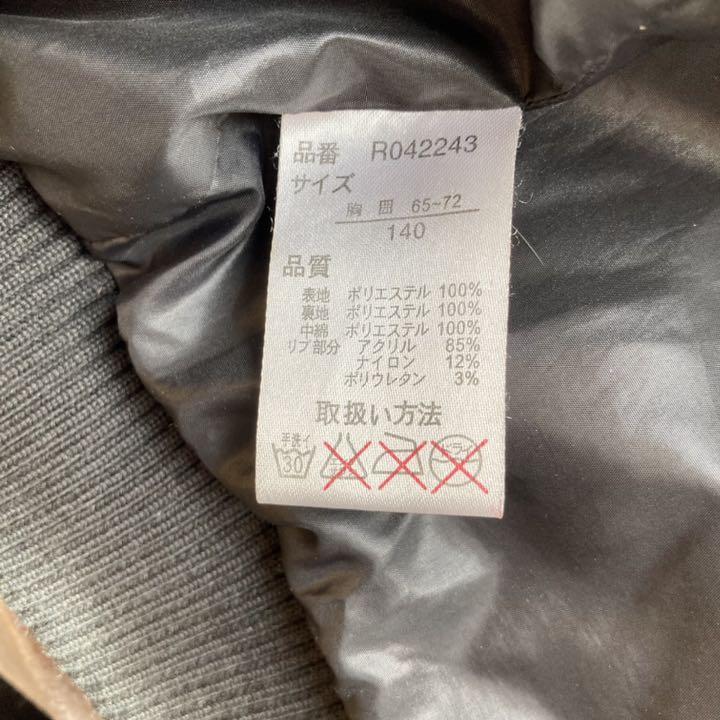 品番 R042243
サイズ
胸囲 65~72
140
品質
表地 ポリエステル 100%
裏地 ポリエステル 100%
中綿 ポリエステル 100%
リブ部分 アクリル 85%
ナイロン 12%
ポリウレタン 3%
取扱い方法
手洗イ
30